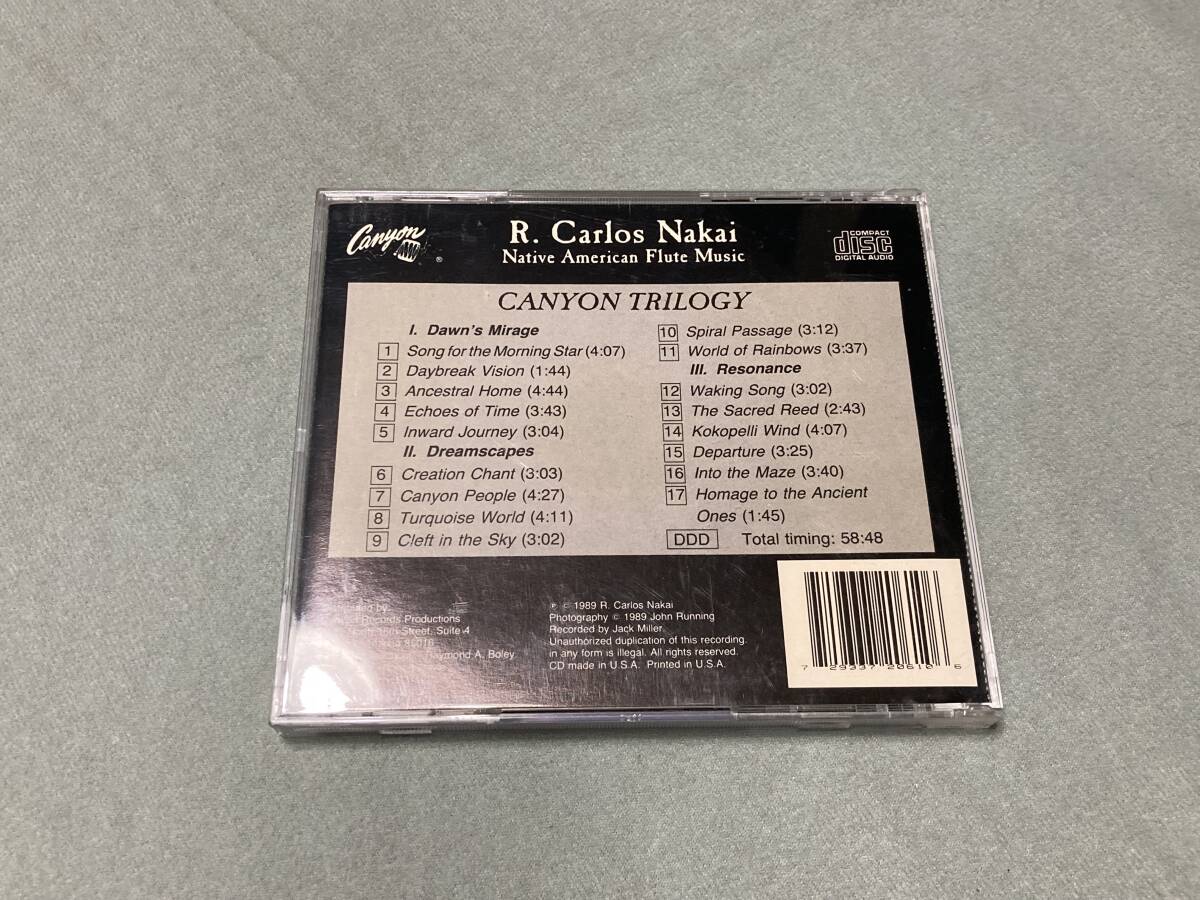 Canyon
®
R. Carlos Nakai
Native American Flute Music
COMPACT
disc
DIGITAL AUDIO
CANYON TRILOGY
I. Dawn's Mirage
1 Song for the Morning Star (4:07)
2 Daybreak Vision (1:44)
3 Ancestral Home (4:44)
4 Echoes of Time (3:43)
5 Inward Journey (3:04)
II. Dreamscapes
6 Creation Chant (3:03)
7 Canyon People (4:27)
8 Turquoise World (4:11)
9 Cleft in the Sky (3:02)
10 Spiral Passage (3:12)
11 World of Rainbows (3:37)
III. Resonance
12 Waking Song (3:02)
13 The Sacred Reed (2:43)
14 Kokopelli Wind (4:07)
15 Departure (3:25)
16 Into the Maze (3:40)
17 Homage to the Ancient
Ones (1:45)
DDD Total timing: 58:48
by
Records Productions
Street, Suite 4
Raymond A. Boley
℗ © 1989 R. Carlos Nakai
Photography © 1989 John Running
Recorded by Jack Miller
Unauthorized duplication of this recording
in any form is illegal. All rights reserved.
CD made in U.S.A. Printed in U.S.A.
7 29337 20610 6